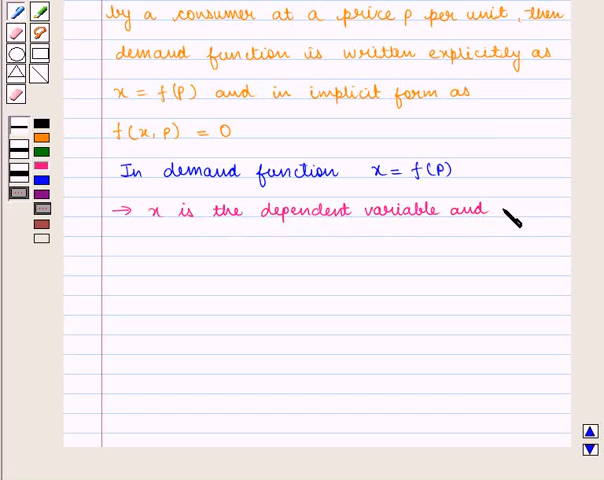 by a consumer at a price p per unit, then
demand function is written explicitly as
x = f(P) and in implicit form as
f(x, p) = 0
In demand function x = f(P)
→ x is the dependent variable and